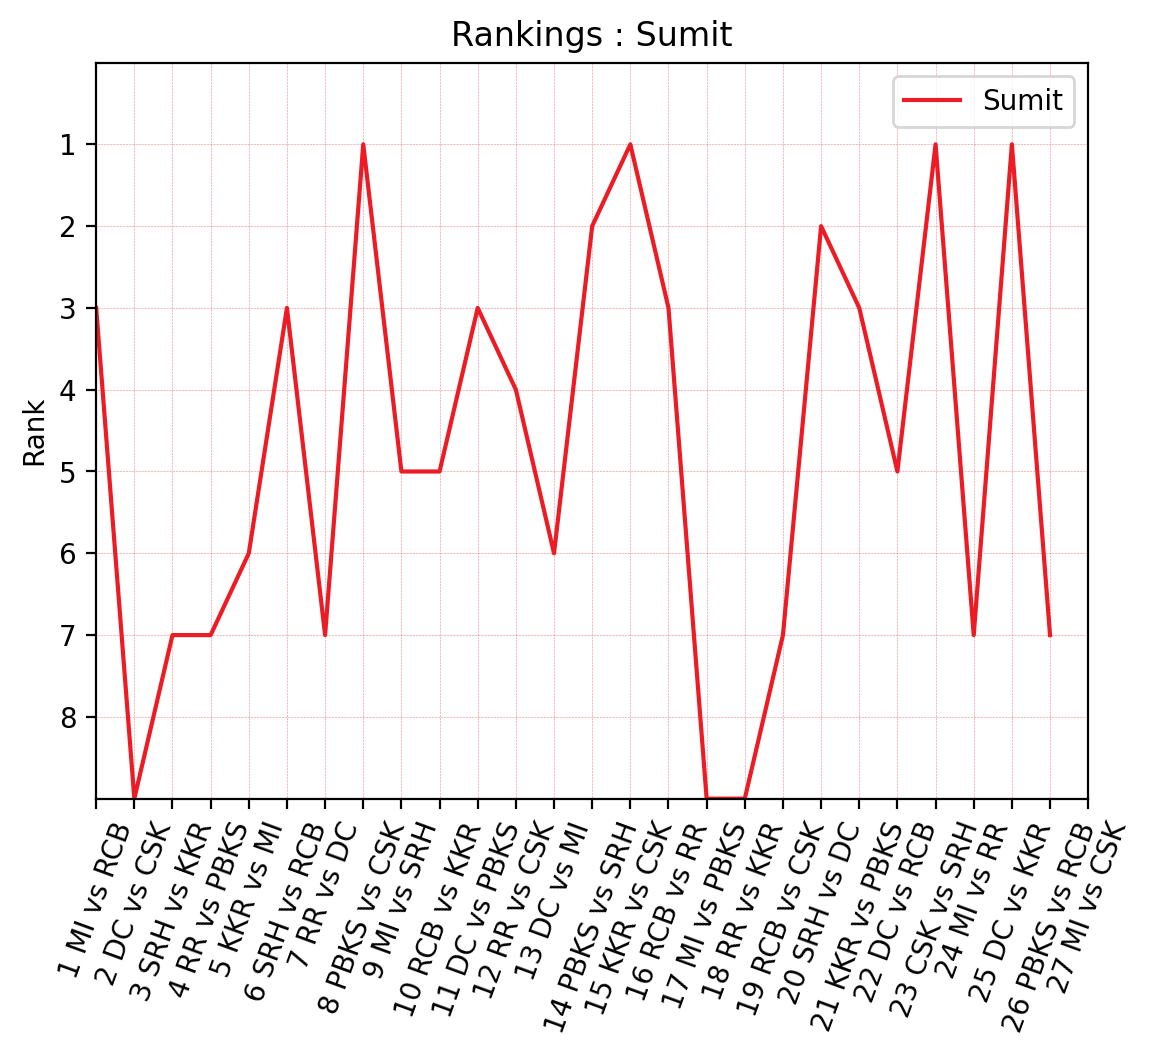 Rankings : Sumit
Sumit
Rank
1
2
3
4
5
6
7
8
1 MI vs RCB
2 DC vs CSK
3 SRH vs KKR
4 RR vs PBKS
5 KKR vs MI
6 SRH vs RCB
7 RR vs DC
8 PBKS vs CSK
9 MI vs SRH
10 RCB vs KKR
11 DC vs PBKS
12 RR vs CSK
13 DC vs MI
14 PBKS vs SRH
15 KKR vs CSK
16 RCB vs RR
17 MI vs PBKS
18 RR vs KKR
19 RCB vs CSK
20 SRH vs DC
21 KKR vs PBKS
22 DC vs RCB
23 CSK vs SRH
24 MI vs RR
25 DC vs KKR
26 PBKS vs RCB
27 MI vs CSK